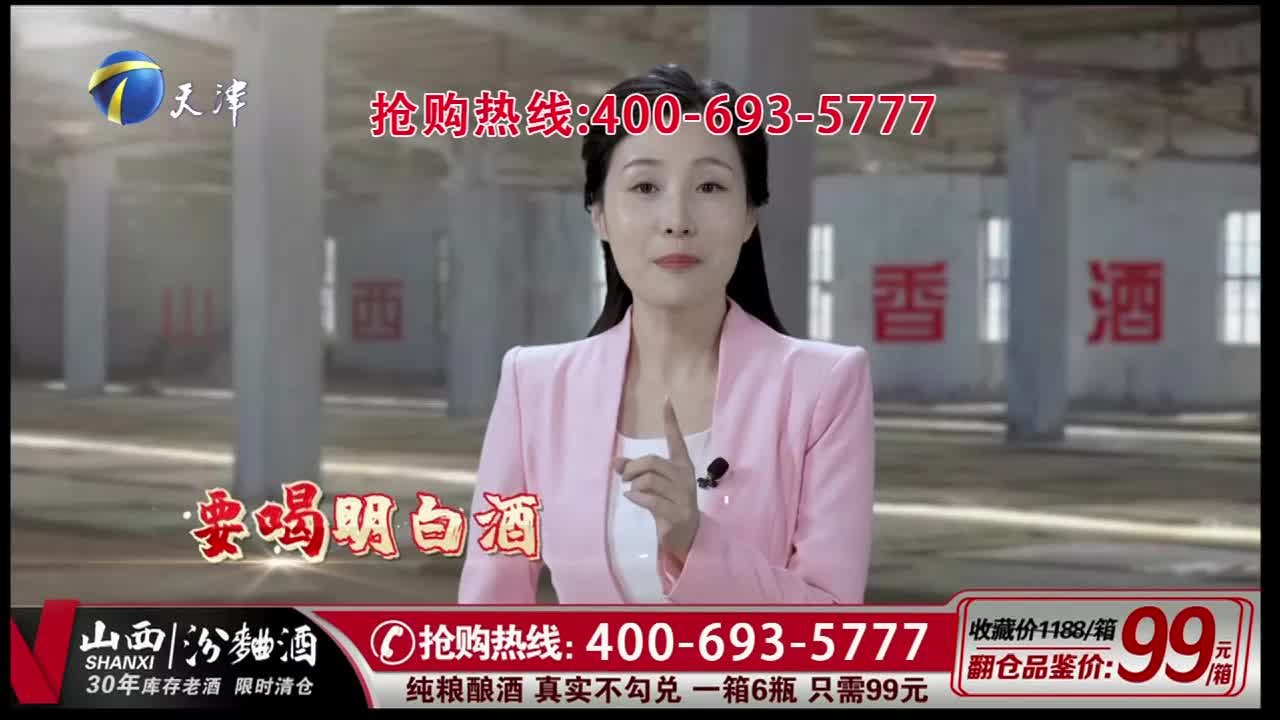 天津
抢购热线:400-693-5777
山西 香酒
要喝明白酒
山西 汾麯酒
SHANXI
30年库存老酒 限时清仓
抢购热线: 400-693-5777
纯粮酿酒 真实不勾兑 一箱6瓶 只需99元
收藏价1188/箱
翻仓品鉴价:99元/箱